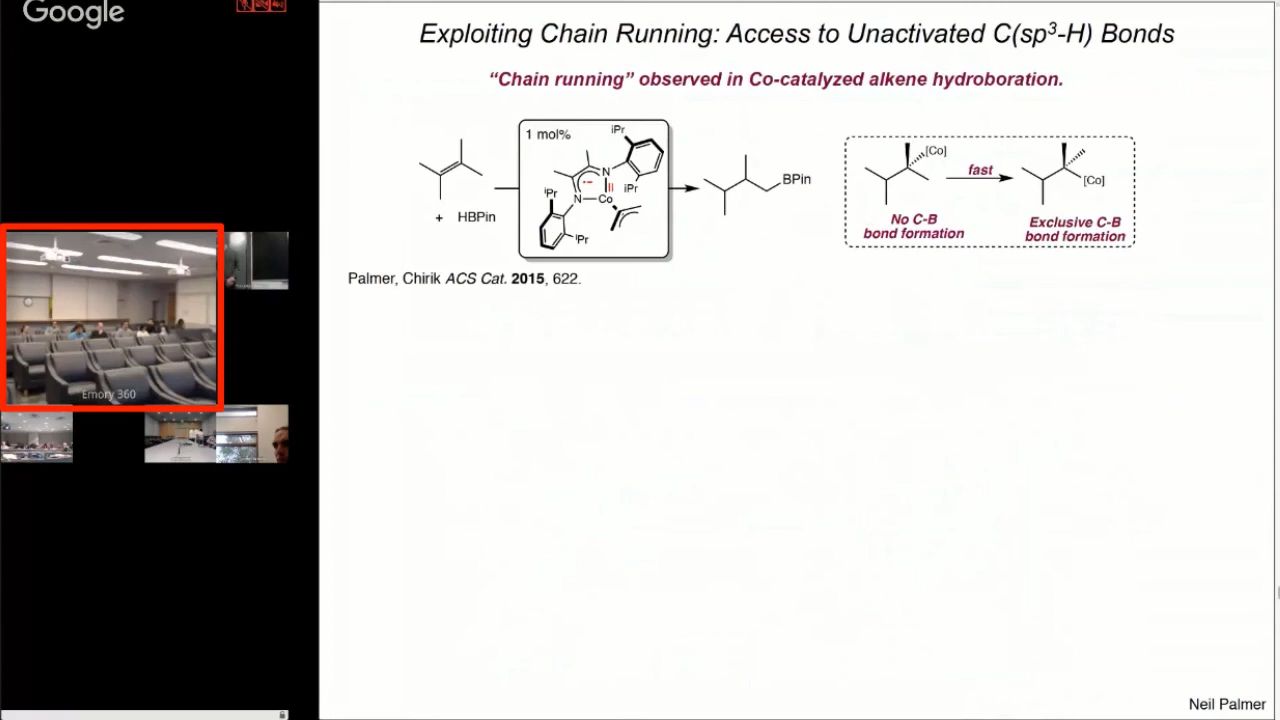 Google
Exploiting Chain Running: Access to Unactivated C(sp³-H) Bonds
“Chain running” observed in Co-catalyzed alkene hydroboration.
1 mol%
iPr
N
iPr
iPr
N
Co
III
iPr
+ HBPin
BPin
[Co]
fast
[Co]
No C-B
bond formation
Exclusive C-B
bond formation
Palmer, Chirik ACS Cat. 2015, 622.
Emory 360
Neil Palmer